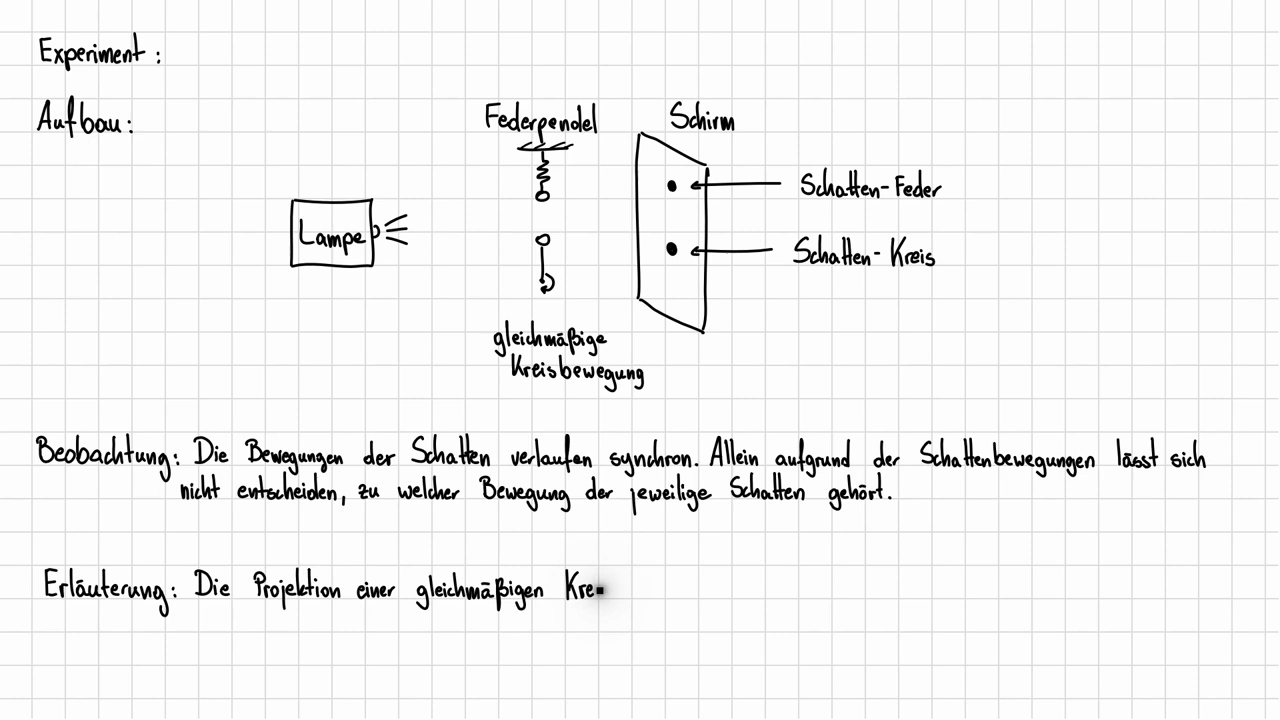 Experiment:
Aufbau:
Federpendel
Schirm
Schatten-Feder
Lampe
Schatten-Kreis
gleichmäßige
Kreisbewegung
Beobachtung: Die Bewegungen der Schatten verlaufen synchron. Allein aufgrund der Schattenbewegungen lässt sich
nicht entscheiden, zu welcher Bewegung der jeweilige Schatten gehört.
Erläuterung: Die Projektion einer gleichmäßigen Kre